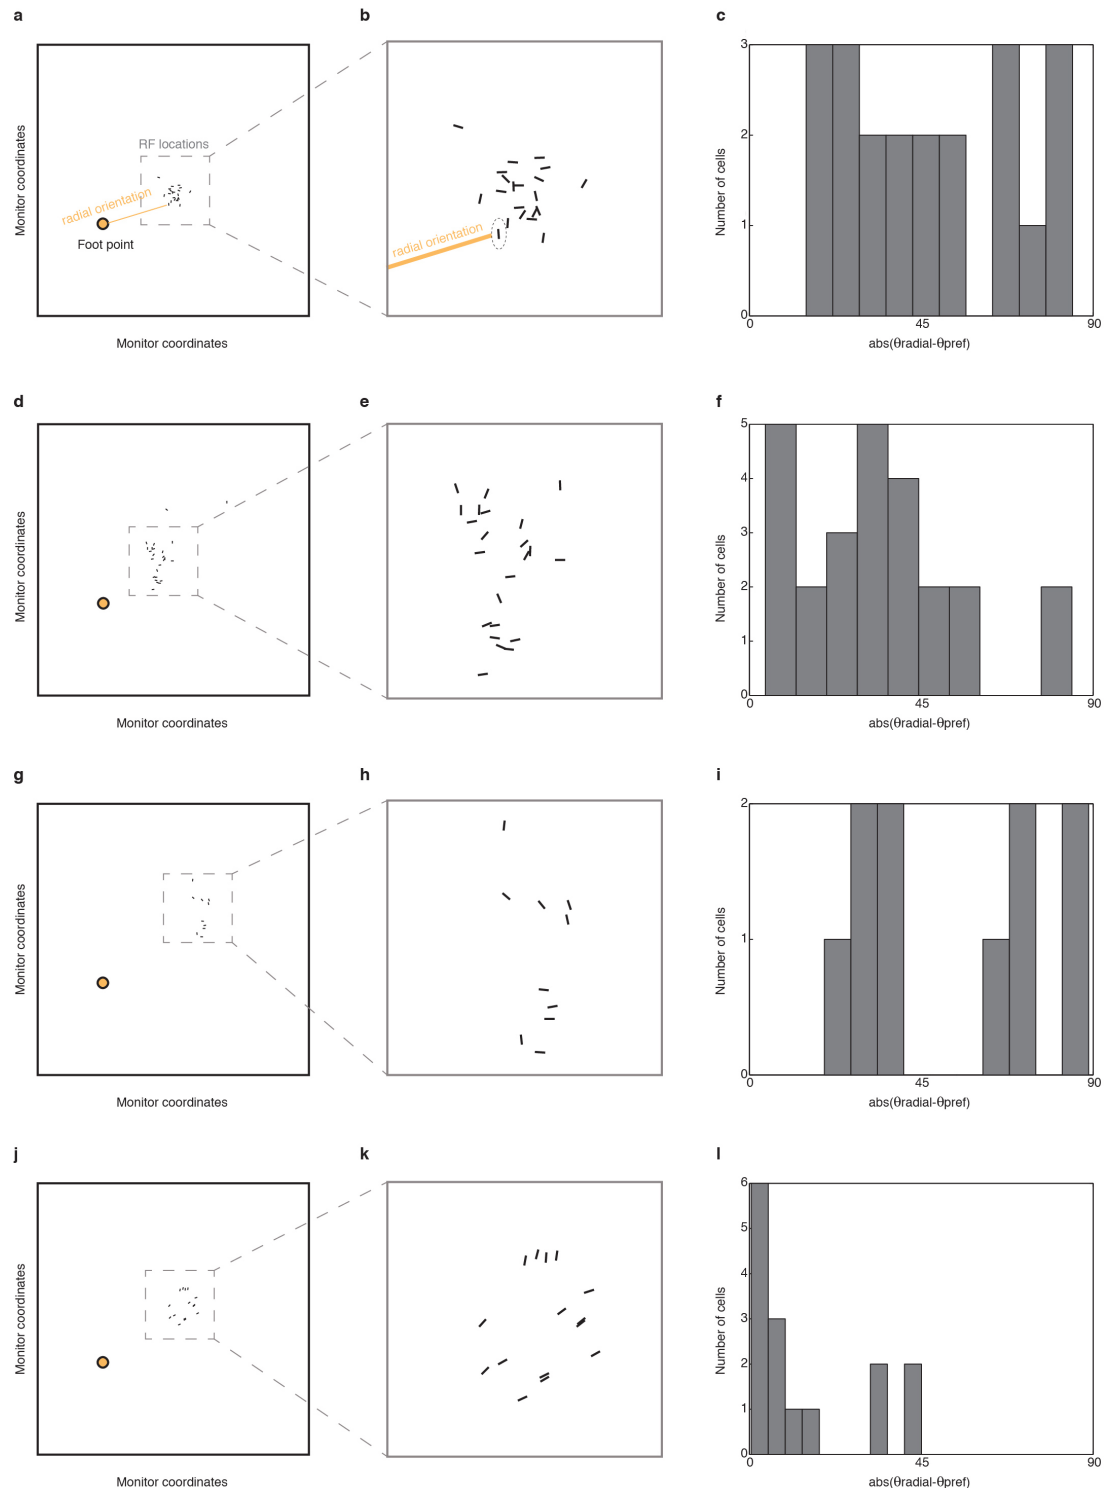 a
b
c
Monitor coordinates
RF locations
radial orientation
Foot point
Monitor coordinates
radial orientation
Number of cells
3
2
1
0
0
45
90
abs(θradial-θpref)
d
e
f
Monitor coordinates
Monitor coordinates
Number of cells
5
4
3
2
1
0
0
45
90
abs(θradial-θpref)
g
h
i
Monitor coordinates
Monitor coordinates
Number of cells
2
1
0
0
45
90
abs(θradial-θpref)
j
k
l
Monitor coordinates
Monitor coordinates
Number of cells
6
5
4
3
2
1
0
0
45
90
abs(θradial-θpref)